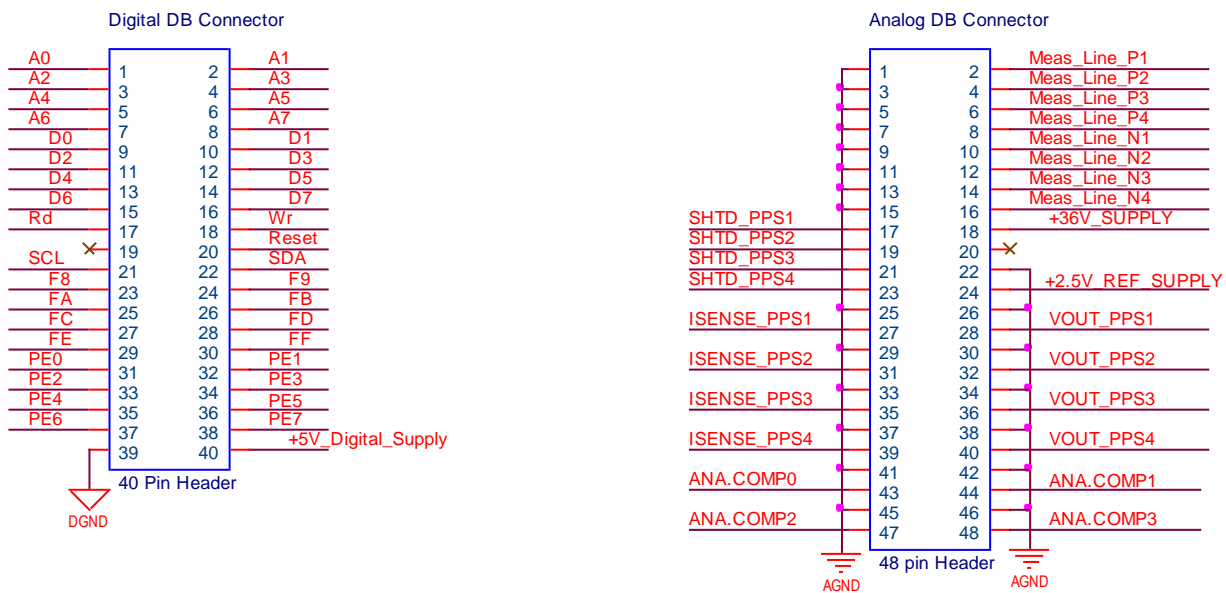 Digital DB Connector
A0 1 2 A1
A2 3 4 A3
A4 5 6 A5
A6 7 8 A7
D0 9 10 D1
D2 11 12 D3
D4 13 14 D5
D6 15 16 D7
Rd 17 18 Wr
19 20 Reset
SCL 21 22 SDA
F8 23 24 F9
FA 25 26 FB
FC 27 28 FD
FE 29 30 FF
PE0 31 32 PE1
PE2 33 34 PE3
PE4 35 36 PE5
PE6 37 38 PE7
39 40 +5V_Digital_Supply
40 Pin Header
DGND
Analog DB Connector
1 2 Meas_Line_P1
3 4 Meas_Line_P2
5 6 Meas_Line_P3
7 8 Meas_Line_P4
9 10 Meas_Line_N1
11 12 Meas_Line_N2
13 14 Meas_Line_N3
15 16 Meas_Line_N4
SHTD_PPS1 17 18 +36V_SUPPLY
SHTD_PPS2 19 20
SHTD_PPS3 21 22
SHTD_PPS4 23 24 +2.5V_REF_SUPPLY
25 26
ISENSE_PPS1 27 28 VOUT_PPS1
29 30
ISENSE_PPS2 31 32 VOUT_PPS2
33 34
ISENSE_PPS3 35 36 VOUT_PPS3
37 38
ISENSE_PPS4 39 40 VOUT_PPS4
41 42
ANA.COMP0 43 44 ANA.COMP1
45 46
ANA.COMP2 47 48 ANA.COMP3
48 pin Header
AGND
AGND